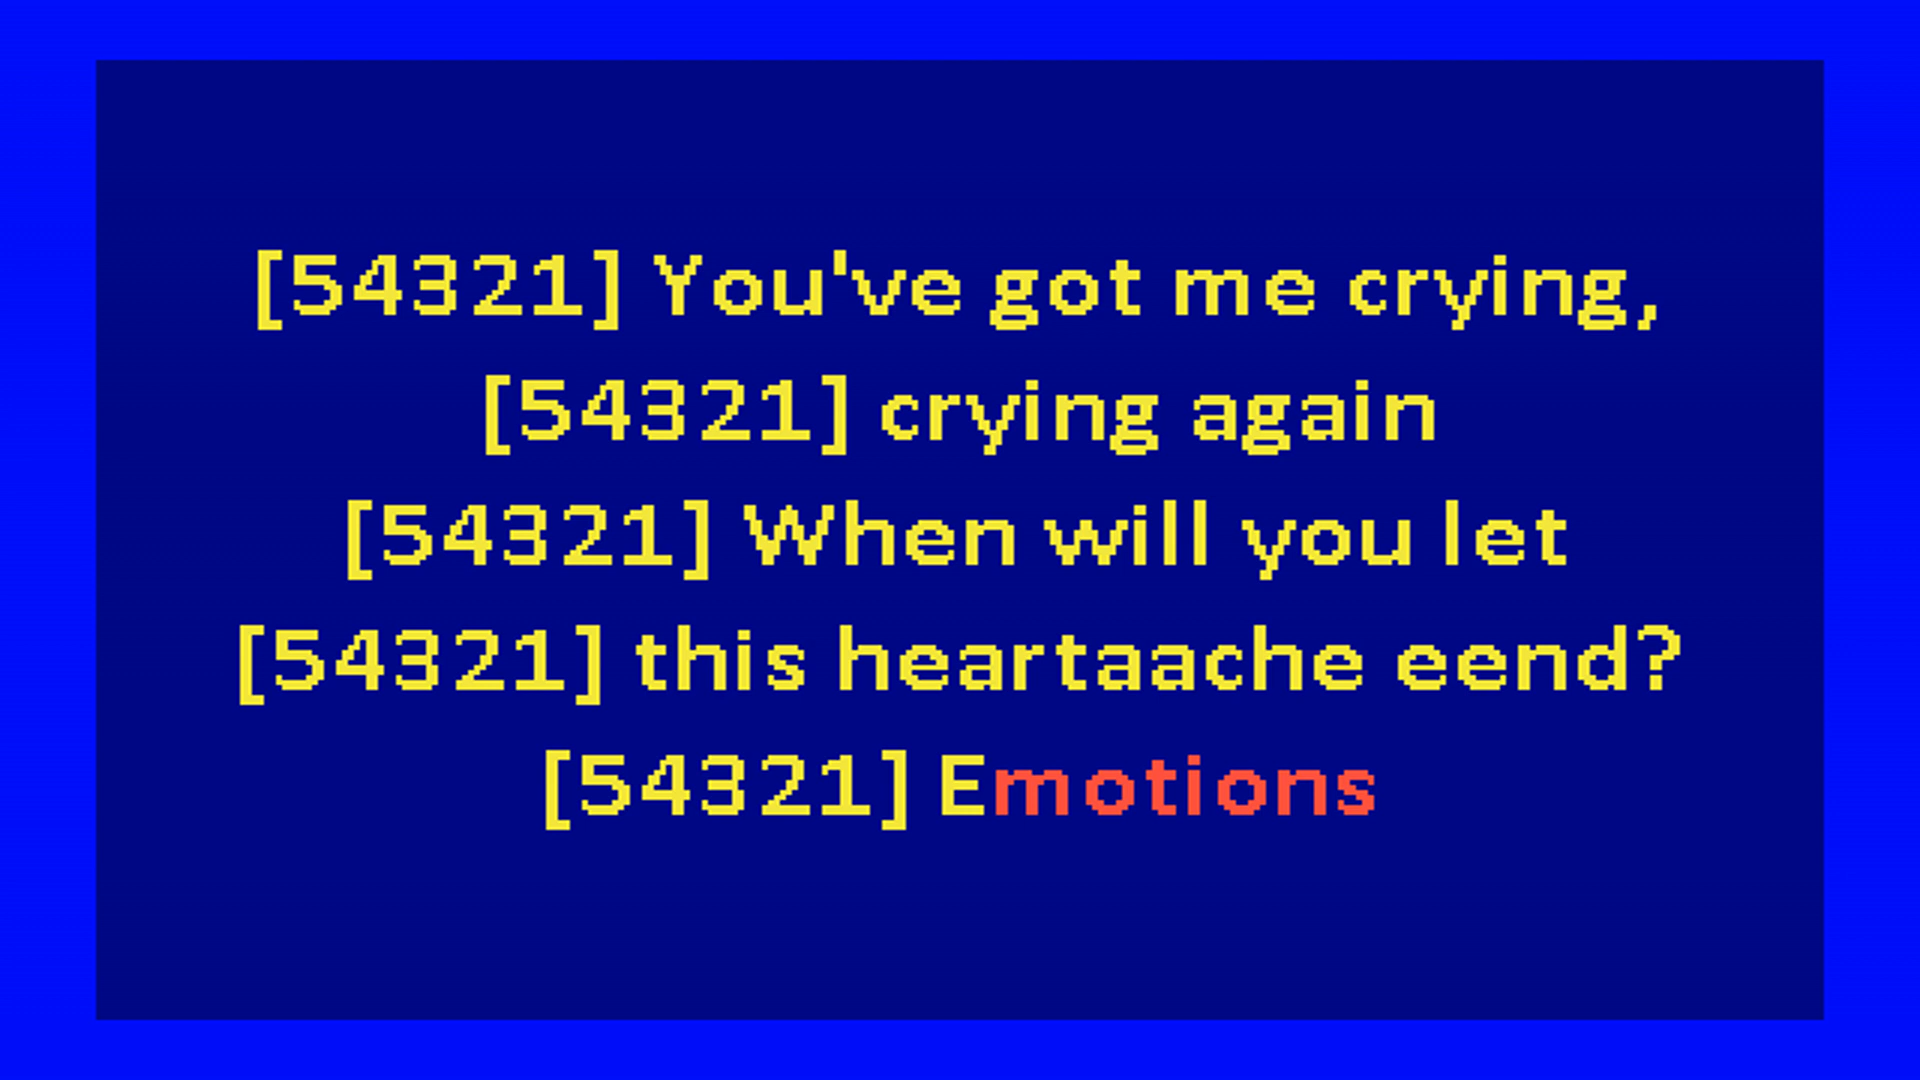 [54321] You've got me crying,
[54321] crying again
[54321] When will you let
[54321] this heartaache eend?
[54321] Emotions